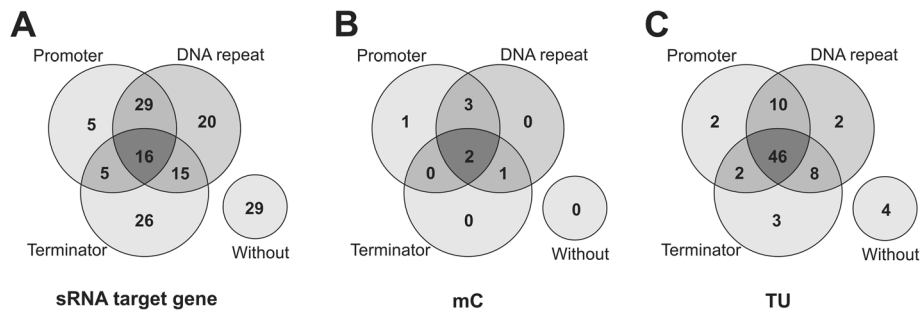 A
Promoter
DNA repeat
29
5
20
16
5
15
26
29
Terminator
Without
sRNA target gene
B
Promoter
DNA repeat
3
1
0
2
0
1
0
0
Terminator
Without
mC
C
Promoter
DNA repeat
10
2
2
46
2
8
3
4
Terminator
Without
TU